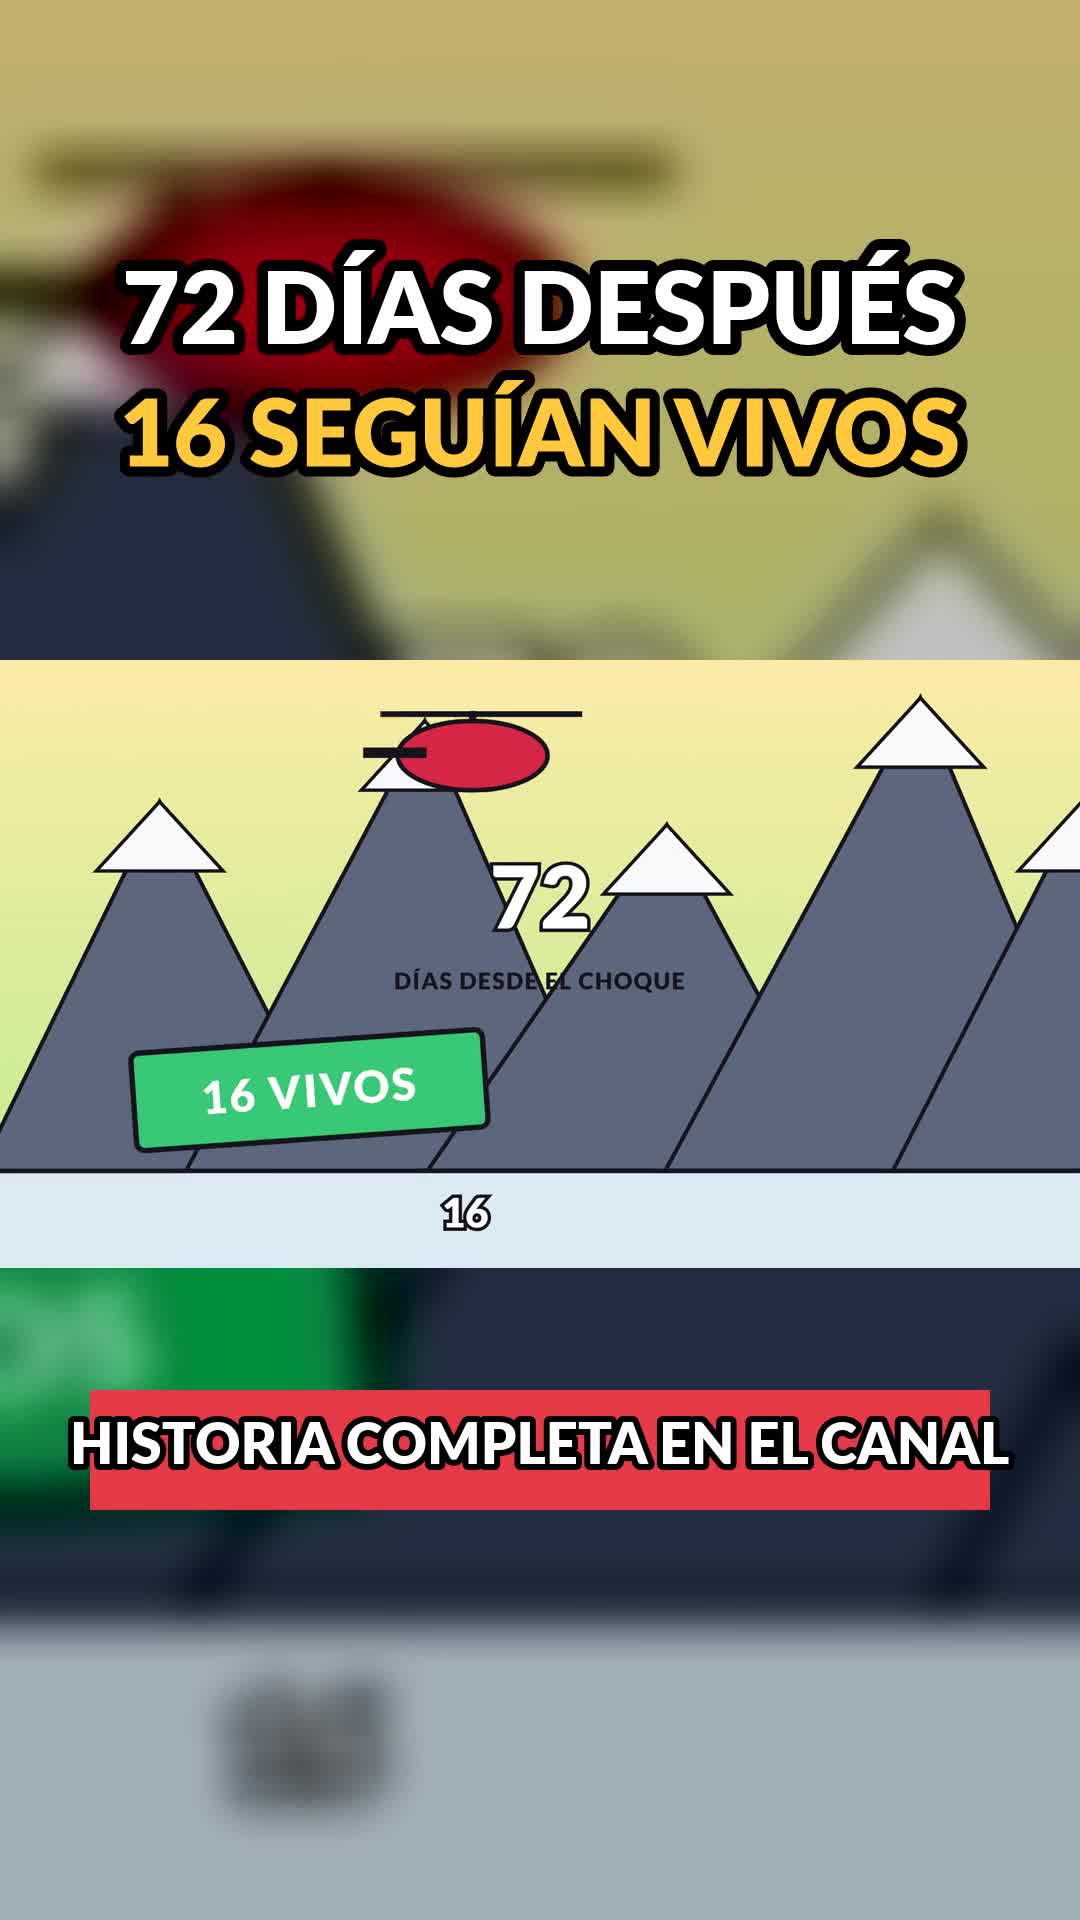 72 DÍAS DESPUÉS
16 SEGUÍAN VIVOS
72
DÍAS DESDE EL CHOQUE
16 VIVOS
16
HISTORIA COMPLETA EN EL CANAL